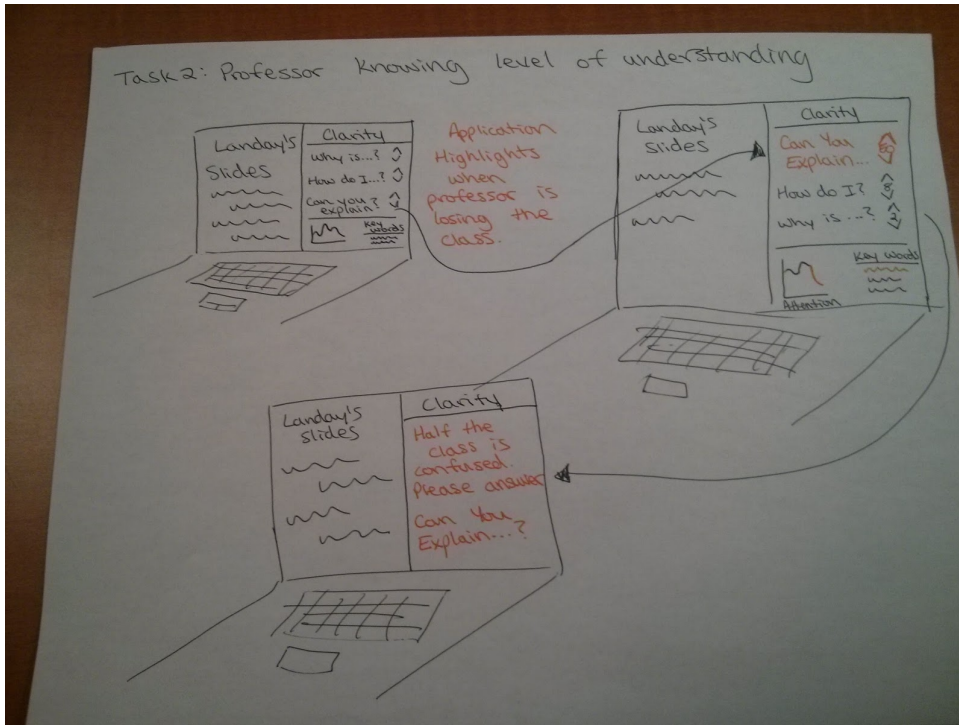 Task 2: Professor Knowing level of understanding
Landay's
Slides
Clarity
Why is...?
How do I...?
Can you
explain?
Key
words
Application
Highlights
when
professor is
losing the
class.
Landay's
slides
Clarity
Can You
Explain...
How do I? 8
Why is ...? 2
Key Words
Attention
Landay's
slides
Clarity
Half the
class is
confused.
Please answer
Can You
Explain...?